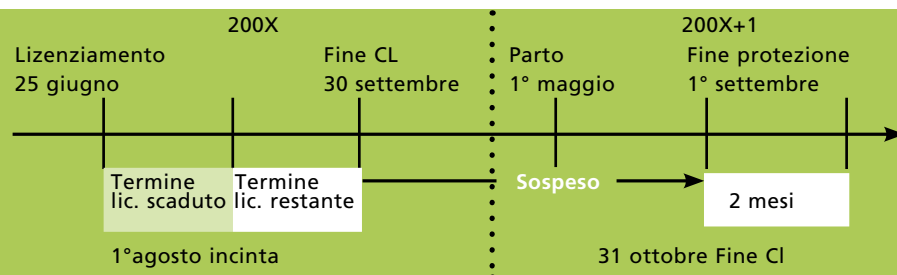 200X
200X+1
Lizenziamento
25 giugno
Fine CL
30 settembre
Parto
1° maggio
Fine protezione
1° settembre
Termine
lic. scaduto
Termine
lic. restante
Sospeso
2 mesi
1°agosto incinta
31 ottobre Fine Cl